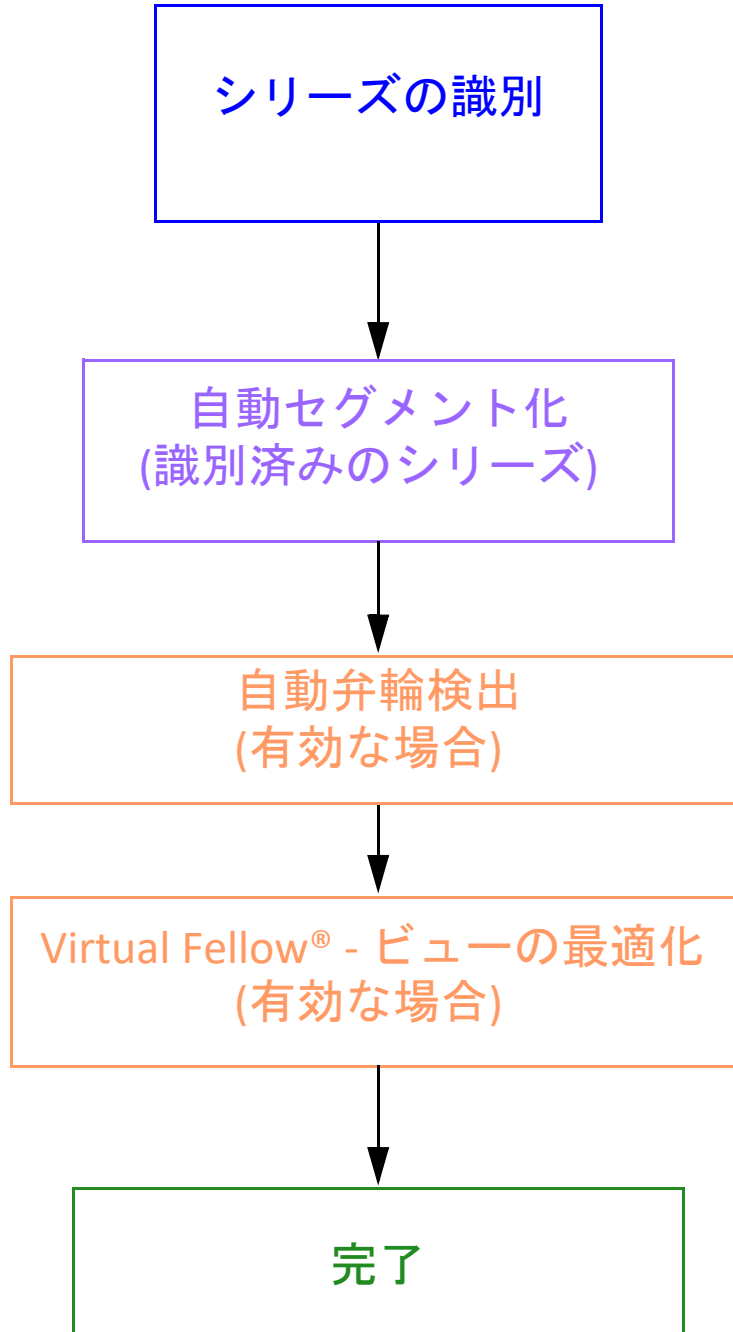 シリーズの識別
自動セグメント化
(識別済みのシリーズ)
自動弁輪検出
(有効な場合)
Virtual Fellow® - ビューの最適化
(有効な場合)
完了